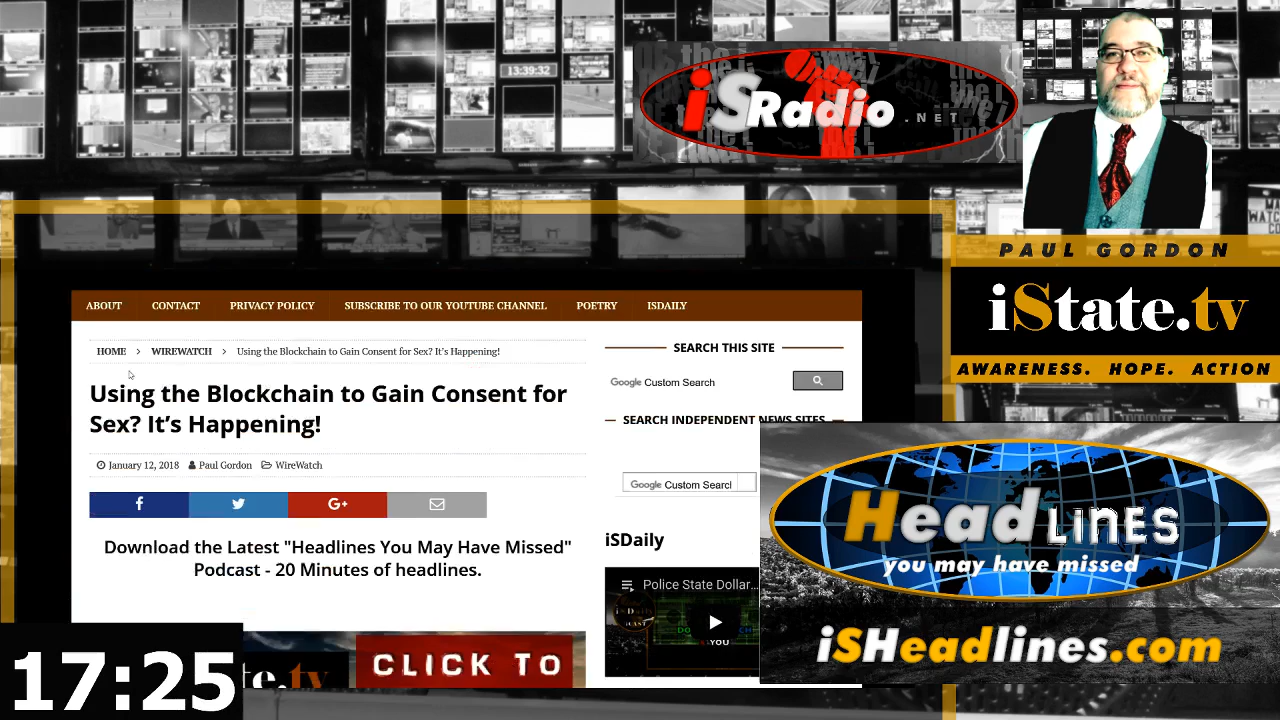 13:39:32
iSRadio.NET
PAUL GORDON
iState.tv
AWARENESS. HOPE. ACTION
ABOUT CONTACT PRIVACY POLICY SUBSCRIBE TO OUR YOUTUBE CHANNEL POETRY ISDAILY
HOME > WIREWATCH > Using the Blockchain to Gain Consent for Sex? It's Happening!
Using the Blockchain to Gain Consent for
Sex? It's Happening!
January 12, 2018 Paul Gordon WireWatch
Download the Latest "Headlines You May Have Missed"
Podcast - 20 Minutes of headlines.
CLICK TO
te.tv
SEARCH THIS SITE
Google Custom Search
SEARCH INDEPENDENT NEWS SITES
Google Custom Searcl
iSDaily
Police State Dollar...
YOU
HeadLINES
you may have missed
iSHeadlines.com
17:25